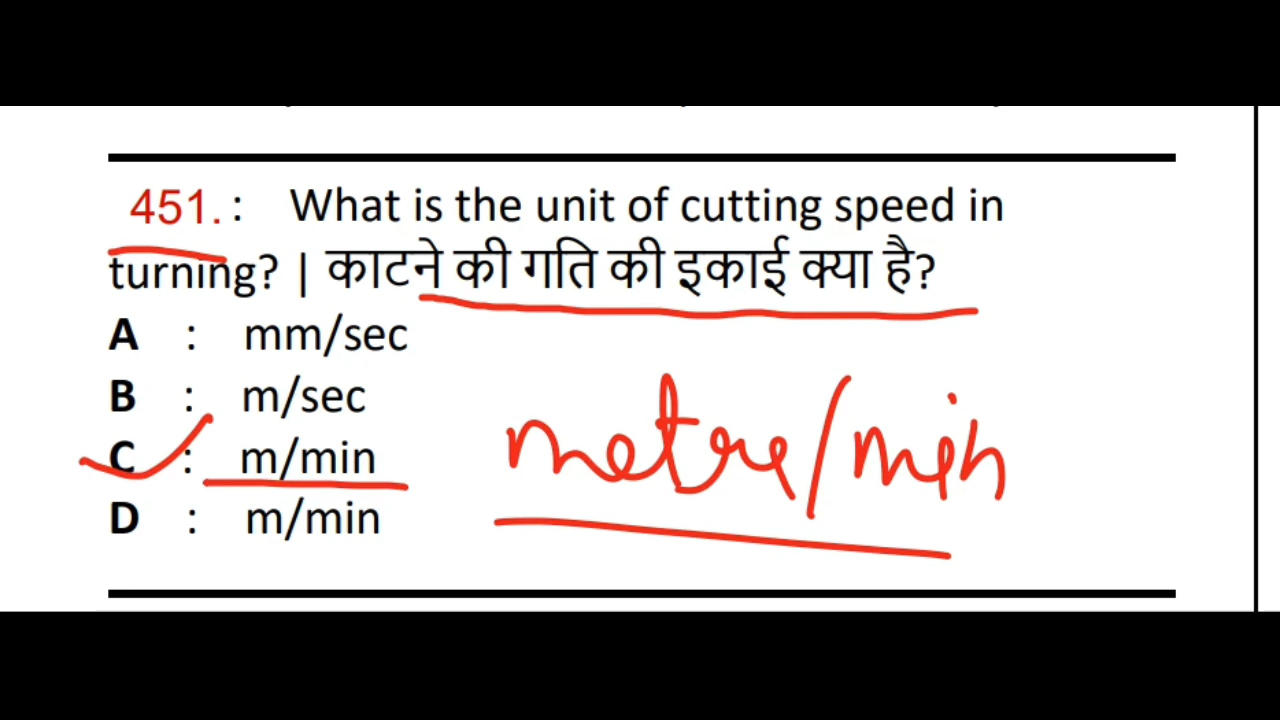 451. : What is the unit of cutting speed in
turning? | काटने की गति की इकाई क्या है?
A : mm/sec
B : m/sec
C : m/min
D : m/min
metre/min